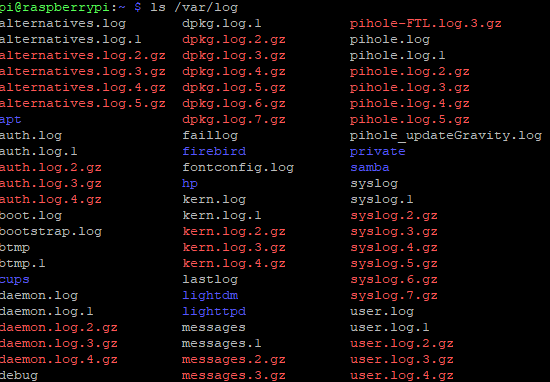 pi@raspberrypi:~ $ ls /var/log
alternatives.log dpkg.log.1 pihole-FTL.log.3.gz
alternatives.log.1 dpkg.log.2.gz pihole.log
alternatives.log.2.gz dpkg.log.3.gz pihole.log.1
alternatives.log.3.gz dpkg.log.4.gz pihole.log.2.gz
alternatives.log.4.gz dpkg.log.5.gz pihole.log.3.gz
alternatives.log.5.gz dpkg.log.6.gz pihole.log.4.gz
apt dpkg.log.7.gz pihole.log.5.gz
auth.log faillog pihole_updateGravity.log
auth.log.1 firebird private
auth.log.2.gz fontconfig.log samba
auth.log.3.gz hp syslog
auth.log.4.gz kern.log syslog.1
boot.log kern.log.1 syslog.2.gz
bootstrap.log kern.log.2.gz syslog.3.gz
btmp kern.log.3.gz syslog.4.gz
btmp.1 kern.log.4.gz syslog.5.gz
cups lastlog syslog.6.gz
daemon.log lightdm syslog.7.gz
daemon.log.1 lighttpd user.log
daemon.log.2.gz messages user.log.1
daemon.log.3.gz messages.1 user.log.2.gz
daemon.log.4.gz messages.2.gz user.log.3.gz
debug messages.3.gz user.log.4.gz